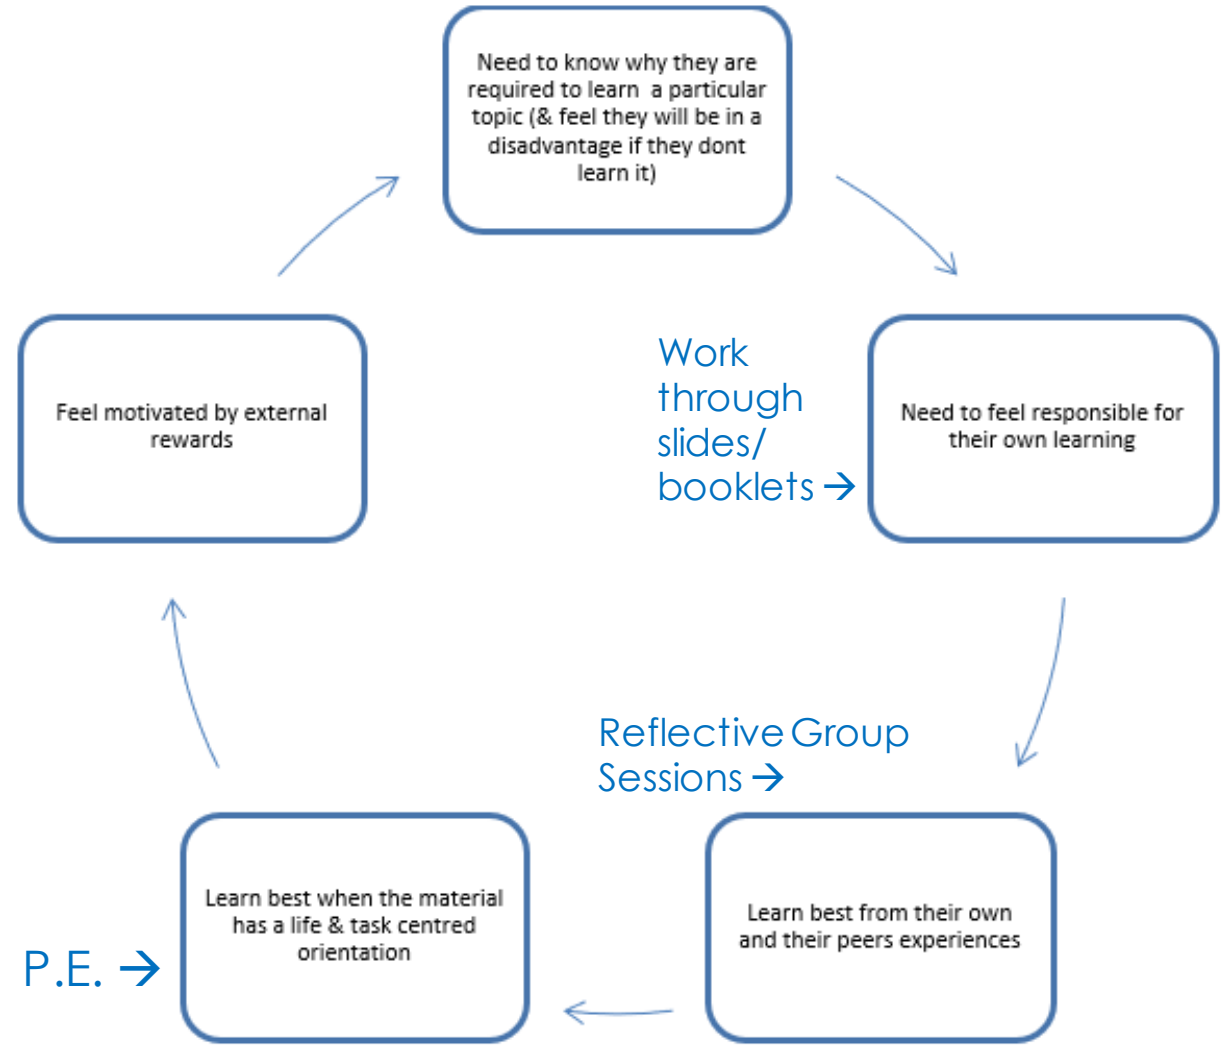 Need to know why they are
required to learn a particular
topic (& feel they will be in a
disadvantage if they dont
learn it)
Work
through
slides/
booklets →
Need to feel responsible for
their own learning
Feel motivated by external
rewards
Reflective Group
Sessions →
Learn best from their own
and their peers experiences
Learn best when the material
has a life & task centred
orientation
P.E. →